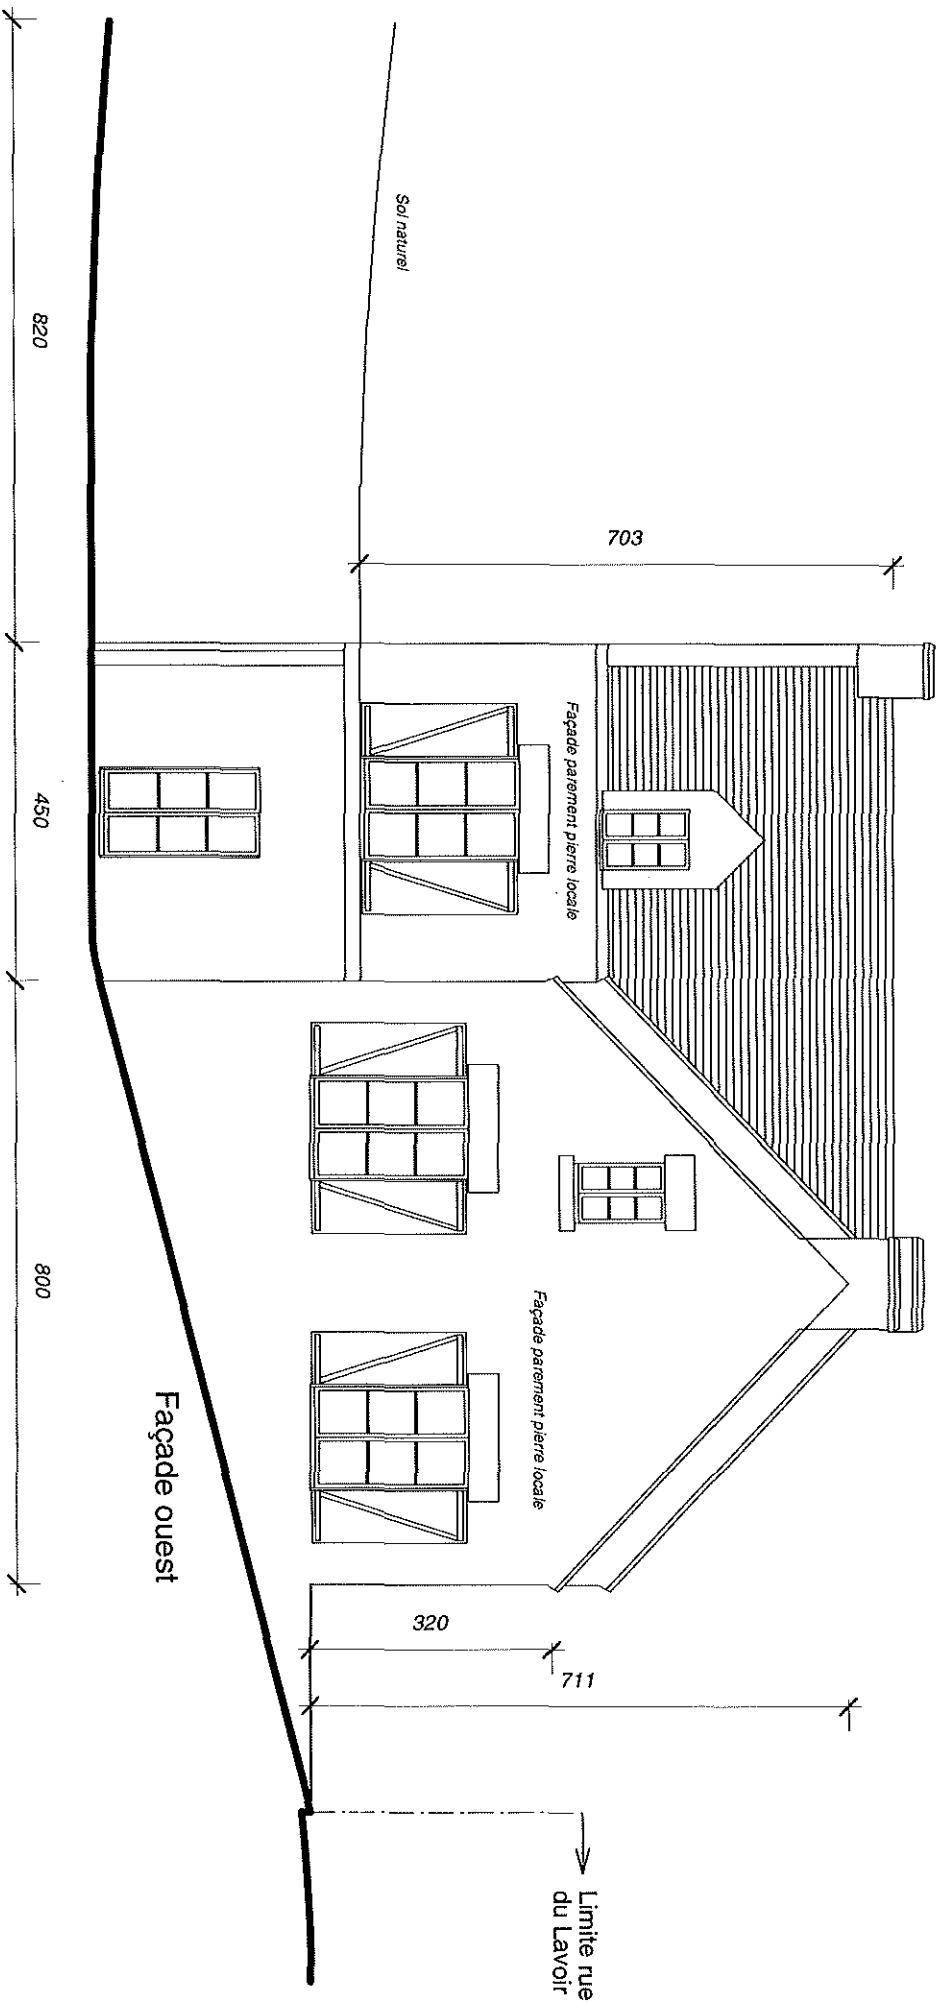 Sol naturel
703
Façade parement pierre locale
Façade parement pierre locale
320
711
Limite rue
du Lavoir
Façade ouest
820
450
800